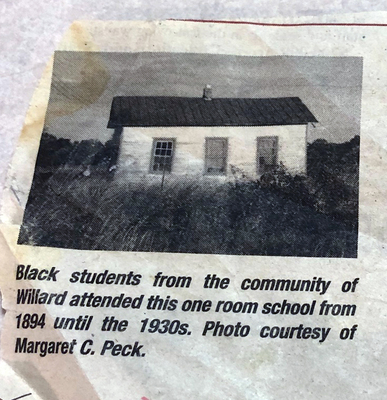 Black students from the community of
Willard attended this one room school from
1894 until the 1930s. Photo courtesy of
Margaret C. Peck.